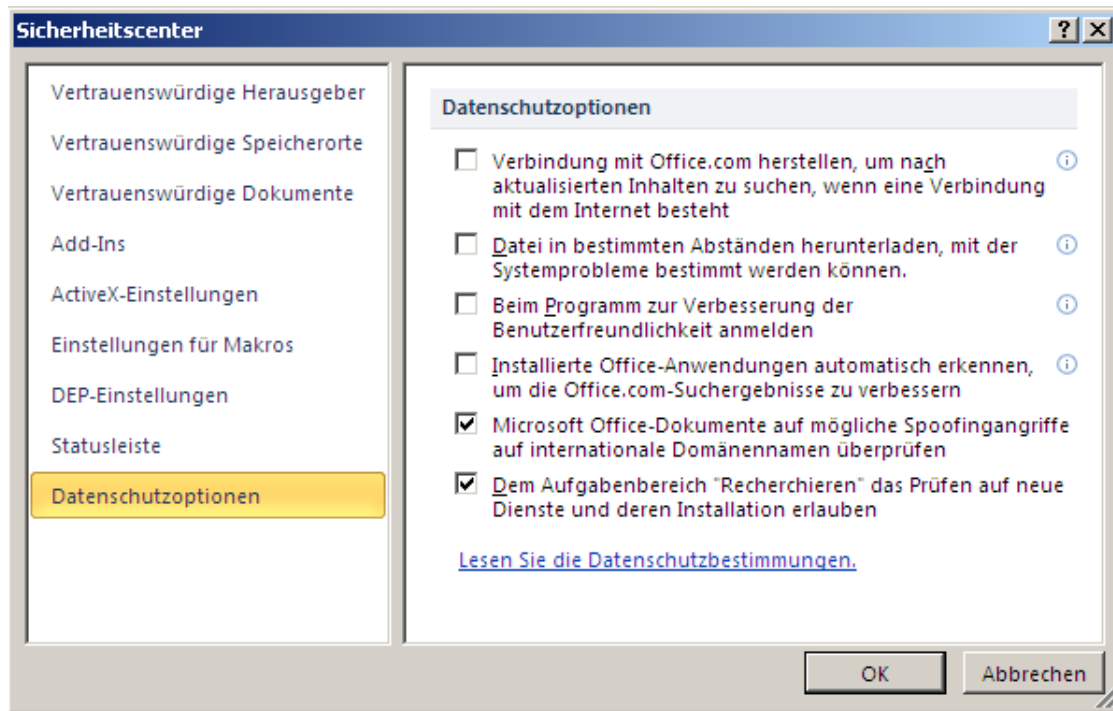 Sicherheitscenter
Vertrauenswürdige Herausgeber
Vertrauenswürdige Speicherorte
Vertrauenswürdige Dokumente
Add-Ins
ActiveX-Einstellungen
Einstellungen für Makros
DEP-Einstellungen
Statusleiste
Datenschutzoptionen
Datenschutzoptionen
Verbindung mit Office.com herstellen, um nach
aktualisierten Inhalten zu suchen, wenn eine Verbindung
mit dem Internet besteht
Datei in bestimmten Abständen herunterladen, mit der
Systemprobleme bestimmt werden können.
Beim Programm zur Verbesserung der
Benutzerfreundlichkeit anmelden
Installierte Office-Anwendungen automatisch erkennen,
um die Office.com-Suchergebnisse zu verbessern
Microsoft Office-Dokumente auf mögliche Spoofingangriffe
auf internationale Domänennamen überprüfen
Dem Aufgabenbereich "Recherchieren" das Prüfen auf neue
Dienste und deren Installation erlauben
Lesen Sie die Datenschutzbestimmungen.
OK
Abbrechen